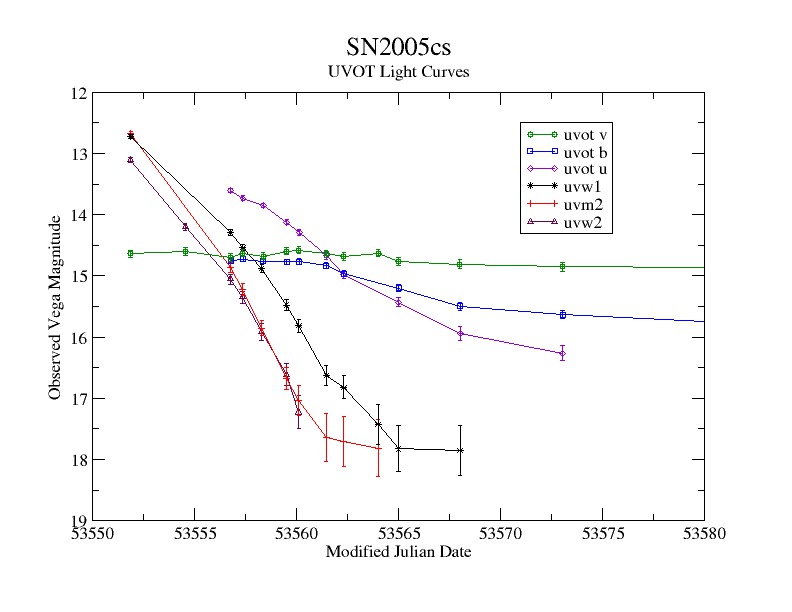 SN2005cs
UVOT Light Curves
Observed Vega Magnitude
12
13
14
15
16
17
18
19
uvot v
uvot b
uvot u
uvw1
uvm2
uvw2
53550 53555 53560 53565 53570 53575 53580
Modified Julian Date